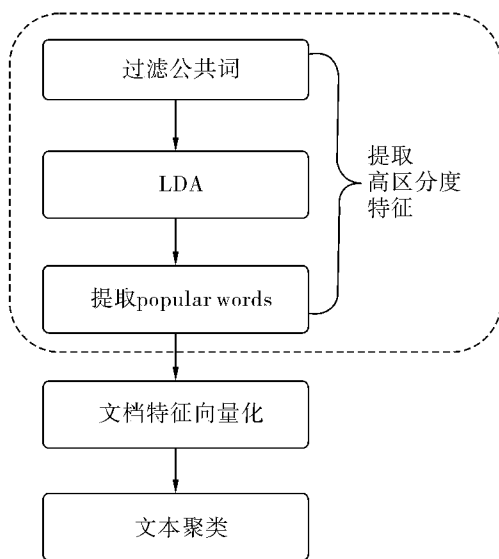 过滤公共词
LDA
提取popular words
提取
高区分度
特征
文档特征向量化
文本聚类